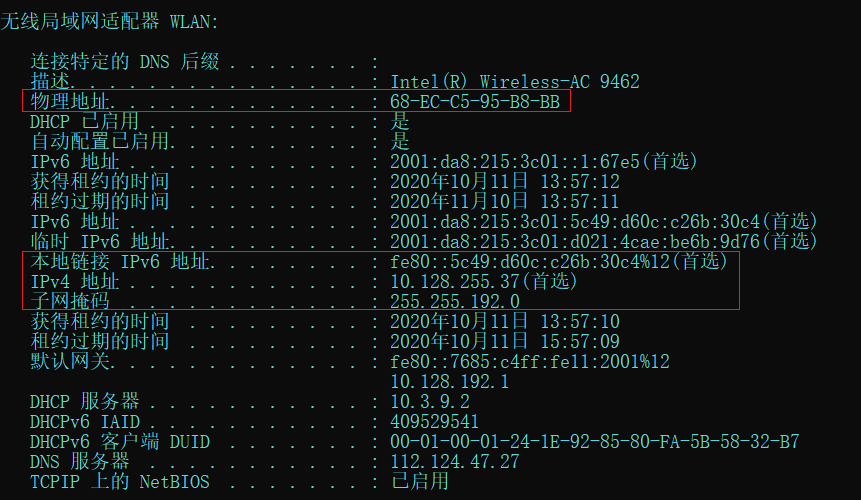 无线局域网适配器 WLAN:
连接特定的 DNS 后缀 . . . . . . . :
描述. . . . . . . . . . . . . . . : Intel(R) Wireless-AC 9462
物理地址. . . . . . . . . . . . . : 68-EC-C5-95-B8-BB
DHCP 已启用 . . . . . . . . . . . : 是
自动配置已启用. . . . . . . . . . : 是
IPv6 地址 . . . . . . . . . . . . : 2001:da8:215:3c01::1:67e5(首选)
获得租约的时间  . . . . . . . . . : 2020年10月11日 13:57:12
租约过期的时间  . . . . . . . . . : 2020年11月10日 13:57:11
IPv6 地址 . . . . . . . . . . . . : 2001:da8:215:3c01:5c49:d60c:c26b:30c4(首选)
临时 IPv6 地址. . . . . . . . . . : 2001:da8:215:3c01:d021:4cae:be6b:9d76(首选)
本地链接 IPv6 地址. . . . . . . . : fe80::5c49:d60c:c26b:30c4%12(首选)
IPv4 地址 . . . . . . . . . . . . : 10.128.255.37(首选)
子网掩码  . . . . . . . . . . . . : 255.255.192.0
获得租约的时间  . . . . . . . . . : 2020年10月11日 13:57:10
租约过期的时间  . . . . . . . . . : 2020年10月11日 15:57:09
默认网关. . . . . . . . . . . . . : fe80::7685:c4ff:fe11:2001%12
10.128.192.1
DHCP 服务器 . . . . . . . . . . . : 10.3.9.2
DHCPv6 IAID . . . . . . . . . . . : 409529541
DHCPv6 客户端 DUID  . . . . . . . : 00-01-00-01-24-1E-92-85-80-FA-5B-58-32-B7
DNS 服务器  . . . . . . . . . . . : 112.124.47.27
TCPIP 上的 NetBIOS  . . . . . . . : 已启用